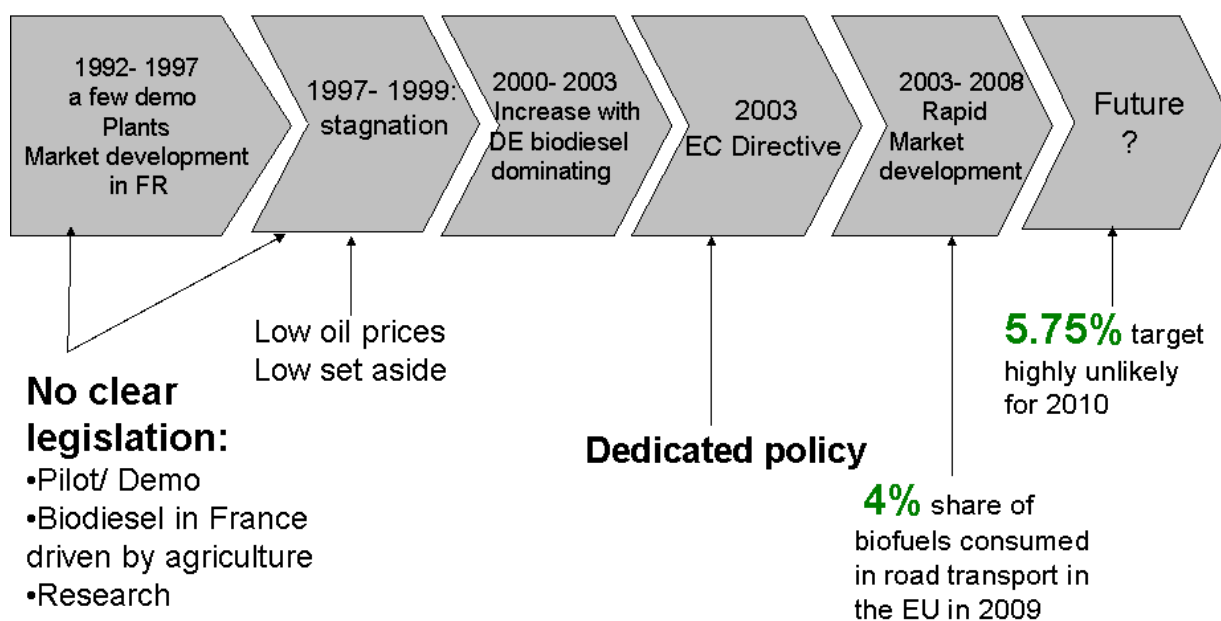 1992- 1997
a few demo
Plants
Market development
in FR
1997- 1999:
stagnation
2000- 2003
Increase with
DE biodiesel
dominating
2003
EC Directive
2003- 2008
Rapid
Market
development
Future
?
Low oil prices
Low set aside
No clear
legislation:
•Pilot/ Demo
•Biodiesel in France
driven by agriculture
•Research
Dedicated policy
4% share of
biofuels consumed
in road transport in
the EU in 2009
5.75% target
highly unlikely
for 2010